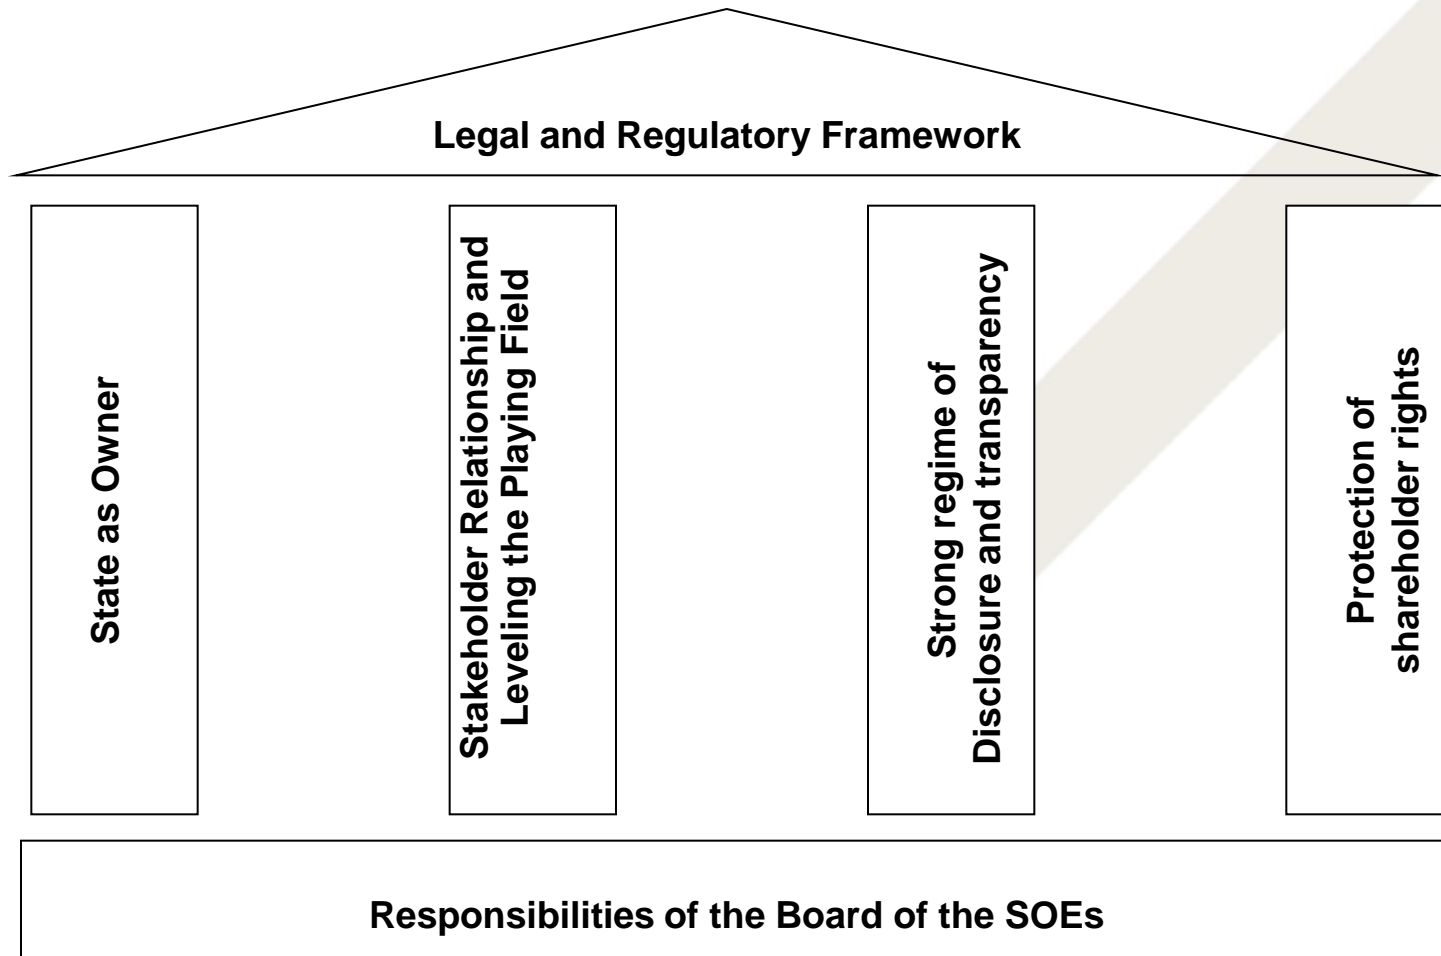 Legal and Regulatory Framework
State as Owner
Stakeholder Relationship and
Leveling the Playing Field
Strong regime of
Disclosure and transparency
Protection of
shareholder rights
Responsibilities of the Board of the SOEs